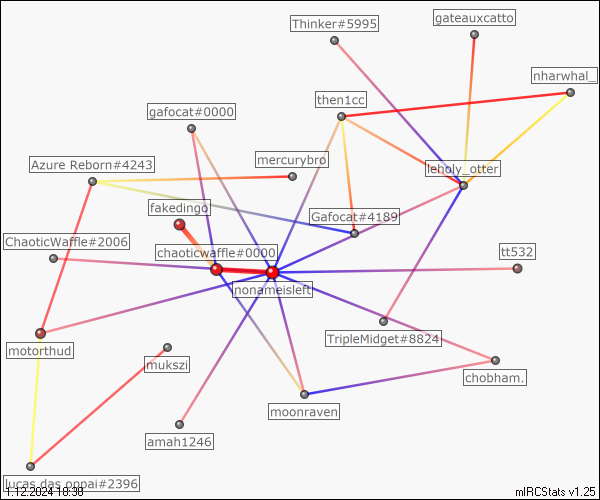 Thinker#5995
gateauxcatto
nharwhal_
then1cc
gafocat#0000
mercurybro
Azure Reborn#4243
leholy_otter
fakedingo
Gafocat#4189
ChaoticWaffle#2006
chaoticwaffle#0000
tt532
nonameisleft
TripleMidget#8824
motorthud
mukszi
chobham.
moonraven
amah1246
lucas das oppai#2396
1.12.2024 18:38
mIRCStats v1.25